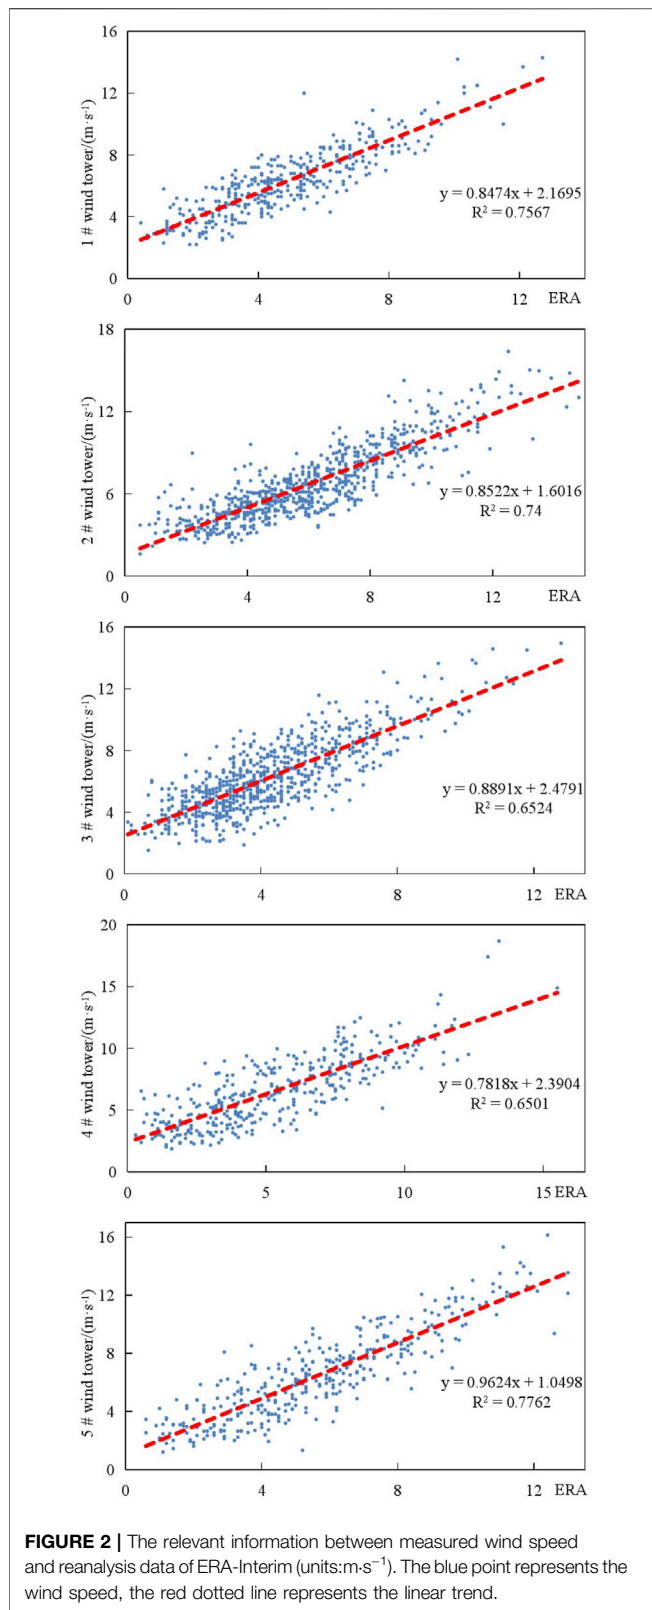 16
12
8
4
0
1 # wind tower/(m·s⁻¹)
y = 0.8474x + 2.1695
R² = 0.7567
0 4 8 12 ERA
18
12
6
0
2 # wind tower/(m·s⁻¹)
y = 0.8522x + 1.6016
R² = 0.74
0 4 8 12 ERA
16
12
8
4
0
3 # wind tower/(m·s⁻¹)
y = 0.8891x + 2.4791
R² = 0.6524
0 4 8 12 ERA
20
15
10
5
0
4 # wind tower/(m·s⁻¹)
y = 0.7818x + 2.3904
R² = 0.6501
0 5 10 15 ERA
16
12
8
4
0
5 # wind tower/(m·s⁻¹)
y = 0.9624x + 1.0498
R² = 0.7762
0 4 8 12 ERA
FIGURE 2 | The relevant information between measured wind speed
and reanalysis data of ERA-Interim (units:m·s⁻¹). The blue point represents the
wind speed, the red dotted line represents the linear trend.